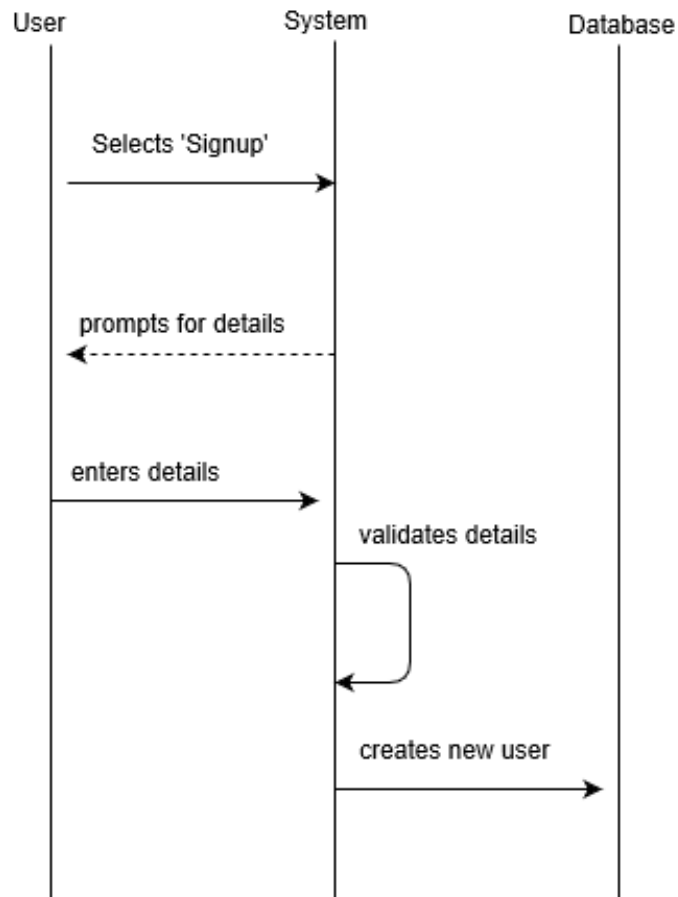 User
System
Database
Selects 'Signup'
prompts for details
enters details
validates details
creates new user